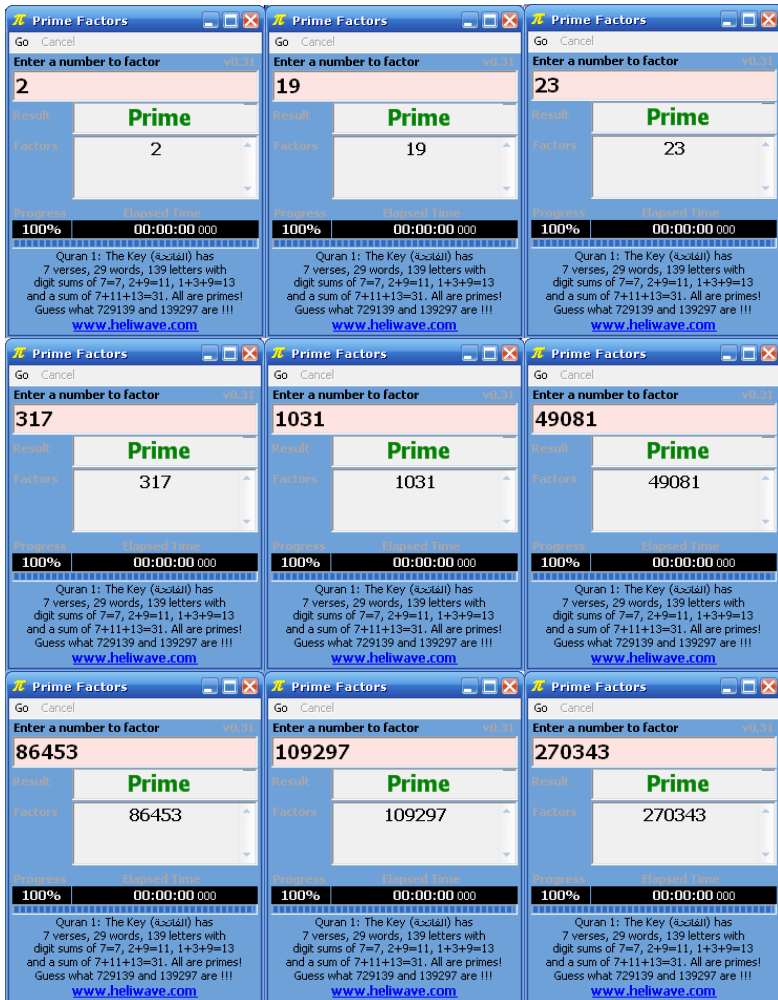 π Prime Factors
Go Cancel
Enter a number to factor v0.31
2
Result Prime
Factors 2
Progress Elapsed Time
100% 00:00:00 000
Quran 1: The Key (الفاتحة) has
7 verses, 29 words, 139 letters with
digit sums of 7=7, 2+9=11, 1+3+9=13
and a sum of 7+11+13=31. All are primes!
Guess what 729139 and 139297 are !!!
www.heliwave.com
π Prime Factors
Go Cancel
Enter a number to factor v0.31
19
Result Prime
Factors 19
Progress Elapsed Time
100% 00:00:00 000
Quran 1: The Key (الفاتحة) has
7 verses, 29 words, 139 letters with
digit sums of 7=7, 2+9=11, 1+3+9=13
and a sum of 7+11+13=31. All are primes!
Guess what 729139 and 139297 are !!!
www.heliwave.com
π Prime Factors
Go Cancel
Enter a number to factor v0.31
23
Result Prime
Factors 23
Progress Elapsed Time
100% 00:00:00 000
Quran 1: The Key (الفاتحة) has
7 verses, 29 words, 139 letters with
digit sums of 7=7, 2+9=11, 1+3+9=13
and a sum of 7+11+13=31. All are primes!
Guess what 729139 and 139297 are !!!
www.heliwave.com
π Prime Factors
Go Cancel
Enter a number to factor v0.31
317
Result Prime
Factors 317
Progress Elapsed Time
100% 00:00:00 000
Quran 1: The Key (الفاتحة) has
7 verses, 29 words, 139 letters with
digit sums of 7=7, 2+9=11, 1+3+9=13
and a sum of 7+11+13=31. All are primes!
Guess what 729139 and 139297 are !!!
www.heliwave.com
π Prime Factors
Go Cancel
Enter a number to factor v0.31
1031
Result Prime
Factors 1031
Progress Elapsed Time
100% 00:00:00 000
Quran 1: The Key (الفاتحة) has
7 verses, 29 words, 139 letters with
digit sums of 7=7, 2+9=11, 1+3+9=13
and a sum of 7+11+13=31. All are primes!
Guess what 729139 and 139297 are !!!
www.heliwave.com
π Prime Factors
Go Cancel
Enter a number to factor v0.31
49081
Result Prime
Factors 49081
Progress Elapsed Time
100% 00:00:00 000
Quran 1: The Key (الفاتحة) has
7 verses, 29 words, 139 letters with
digit sums of 7=7, 2+9=11, 1+3+9=13
and a sum of 7+11+13=31. All are primes!
Guess what 729139 and 139297 are !!!
www.heliwave.com
π Prime Factors
Go Cancel
Enter a number to factor v0.31
86453
Result Prime
Factors 86453
Progress Elapsed Time
100% 00:00:00 000
Quran 1: The Key (الفاتحة) has
7 verses, 29 words, 139 letters with
digit sums of 7=7, 2+9=11, 1+3+9=13
and a sum of 7+11+13=31. All are primes!
Guess what 729139 and 139297 are !!!
www.heliwave.com
π Prime Factors
Go Cancel
Enter a number to factor v0.31
109297
Result Prime
Factors 109297
Progress Elapsed Time
100% 00:00:00 000
Quran 1: The Key (الفاتحة) has
7 verses, 29 words, 139 letters with
digit sums of 7=7, 2+9=11, 1+3+9=13
and a sum of 7+11+13=31. All are primes!
Guess what 729139 and 139297 are !!!
www.heliwave.com
π Prime Factors
Go Cancel
Enter a number to factor v0.31
270343
Result Prime
Factors 270343
Progress Elapsed Time
100% 00:00:00 000
Quran 1: The Key (الفاتحة) has
7 verses, 29 words, 139 letters with
digit sums of 7=7, 2+9=11, 1+3+9=13
and a sum of 7+11+13=31. All are primes!
Guess what 729139 and 139297 are !!!
www.heliwave.com